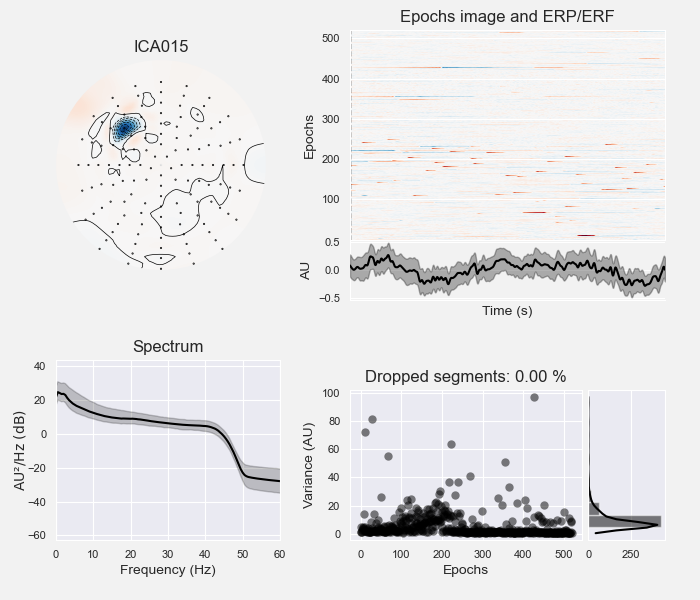 ICA015
Epochs image and ERP/ERF
500
400
300
200
100
Epochs
0.5
0.0
−0.5
AU
Time (s)
Spectrum
40
20
0
−20
−40
−60
AU²/Hz (dB)
0 10 20 30 40 50 60
Frequency (Hz)
Dropped segments: 0.00 %
100
80
60
40
20
0
Variance (AU)
0 100 200 300 400 500
Epochs
0 250